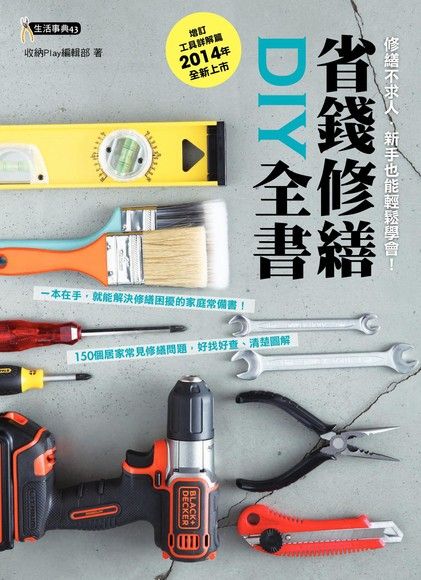 生活事典43
收納Play編輯部 著
增訂
工具詳解篇
2014年
全新上市
修繕不求人，新手也能輕鬆學會！
省錢修繕
DIY全書
一本在手，就能解決修繕困擾的家庭常備書！
150個居家常見修繕問題，好找好查、清楚圖解
BLACK+
DECKER